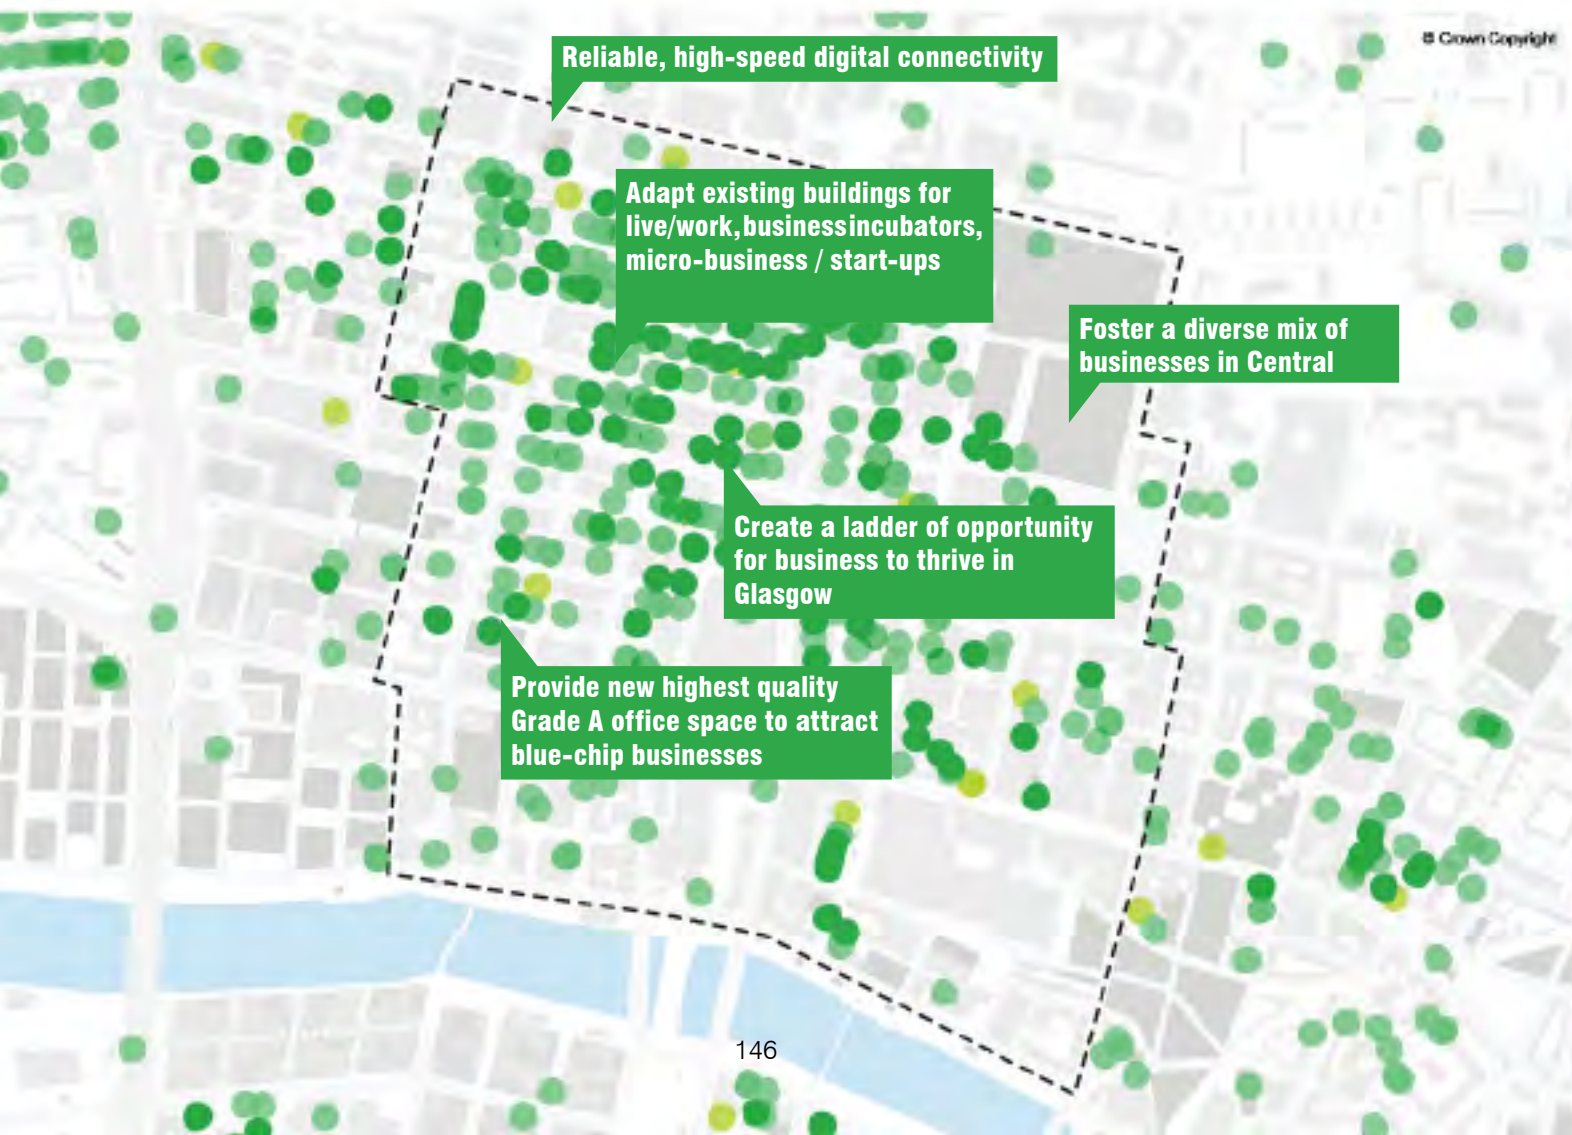 © Crown Copyright
Reliable, high-speed digital connectivity
Adapt existing buildings for
live/work, business incubators,
micro-business / start-ups
Foster a diverse mix of
businesses in Central
Create a ladder of opportunity
for business to thrive in
Glasgow
Provide new highest quality
Grade A office space to attract
blue-chip businesses
146